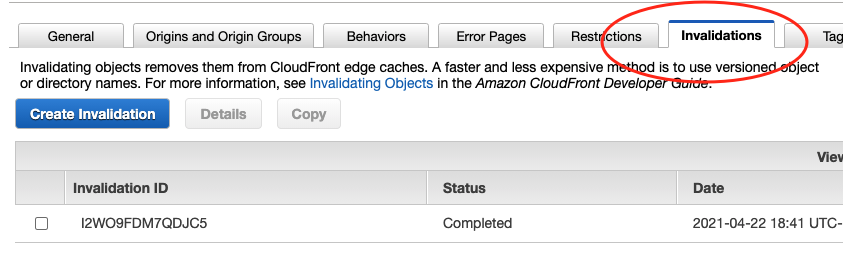 General Origins and Origin Groups Behaviors Error Pages Restrictions Invalidations Tag
Invalidating objects removes them from CloudFront edge caches. A faster and less expensive method is to use versioned object
or directory names. For more information, see Invalidating Objects in the Amazon CloudFront Developer Guide.
Create Invalidation Details Copy
View
Invalidation ID Status Date
I2WO9FDM7QDJC5 Completed 2021-04-22 18:41 UTC-